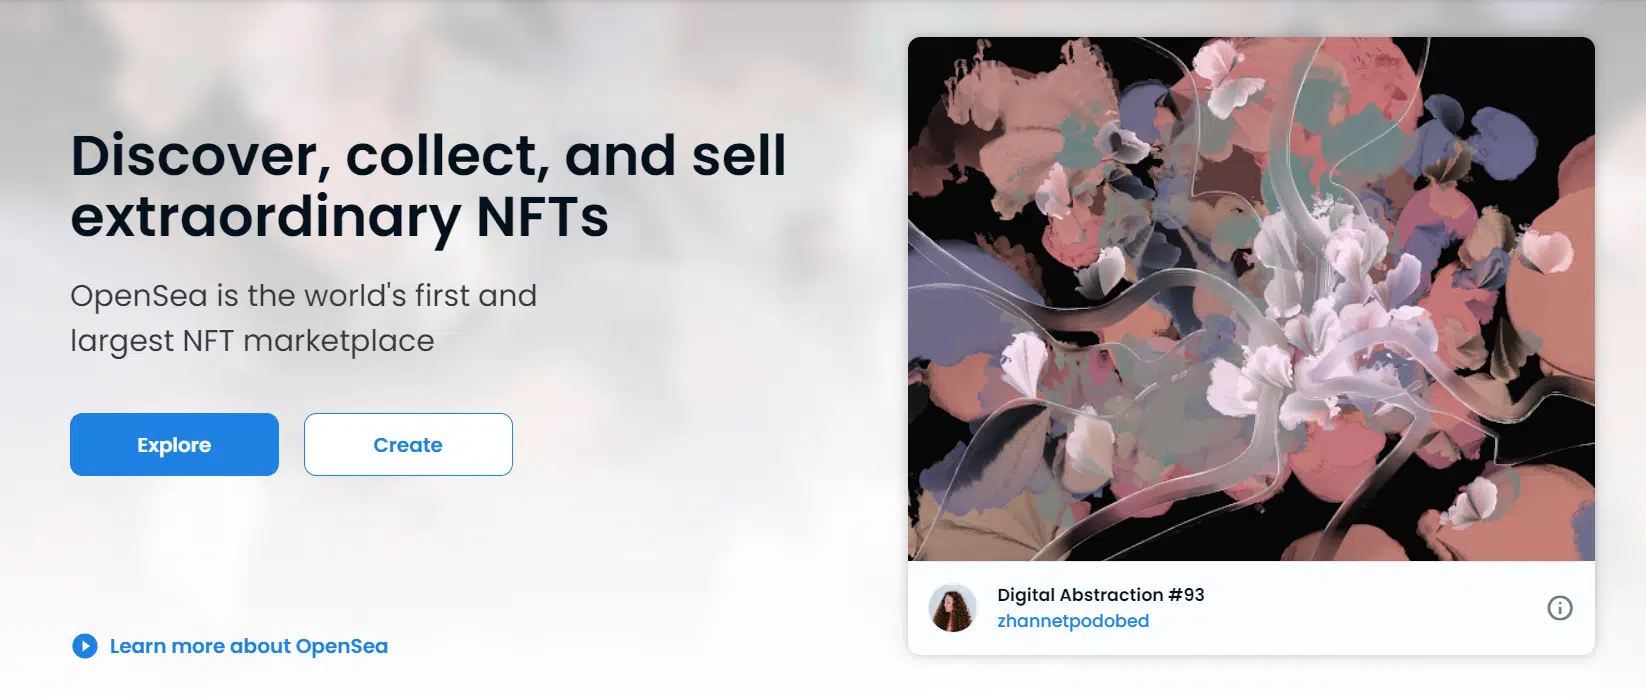 Discover, collect, and sell
extraordinary NFTs
OpenSea is the world's first and
largest NFT marketplace
Explore
Create
Learn more about OpenSea
Digital Abstraction #93
zhannetpodobed